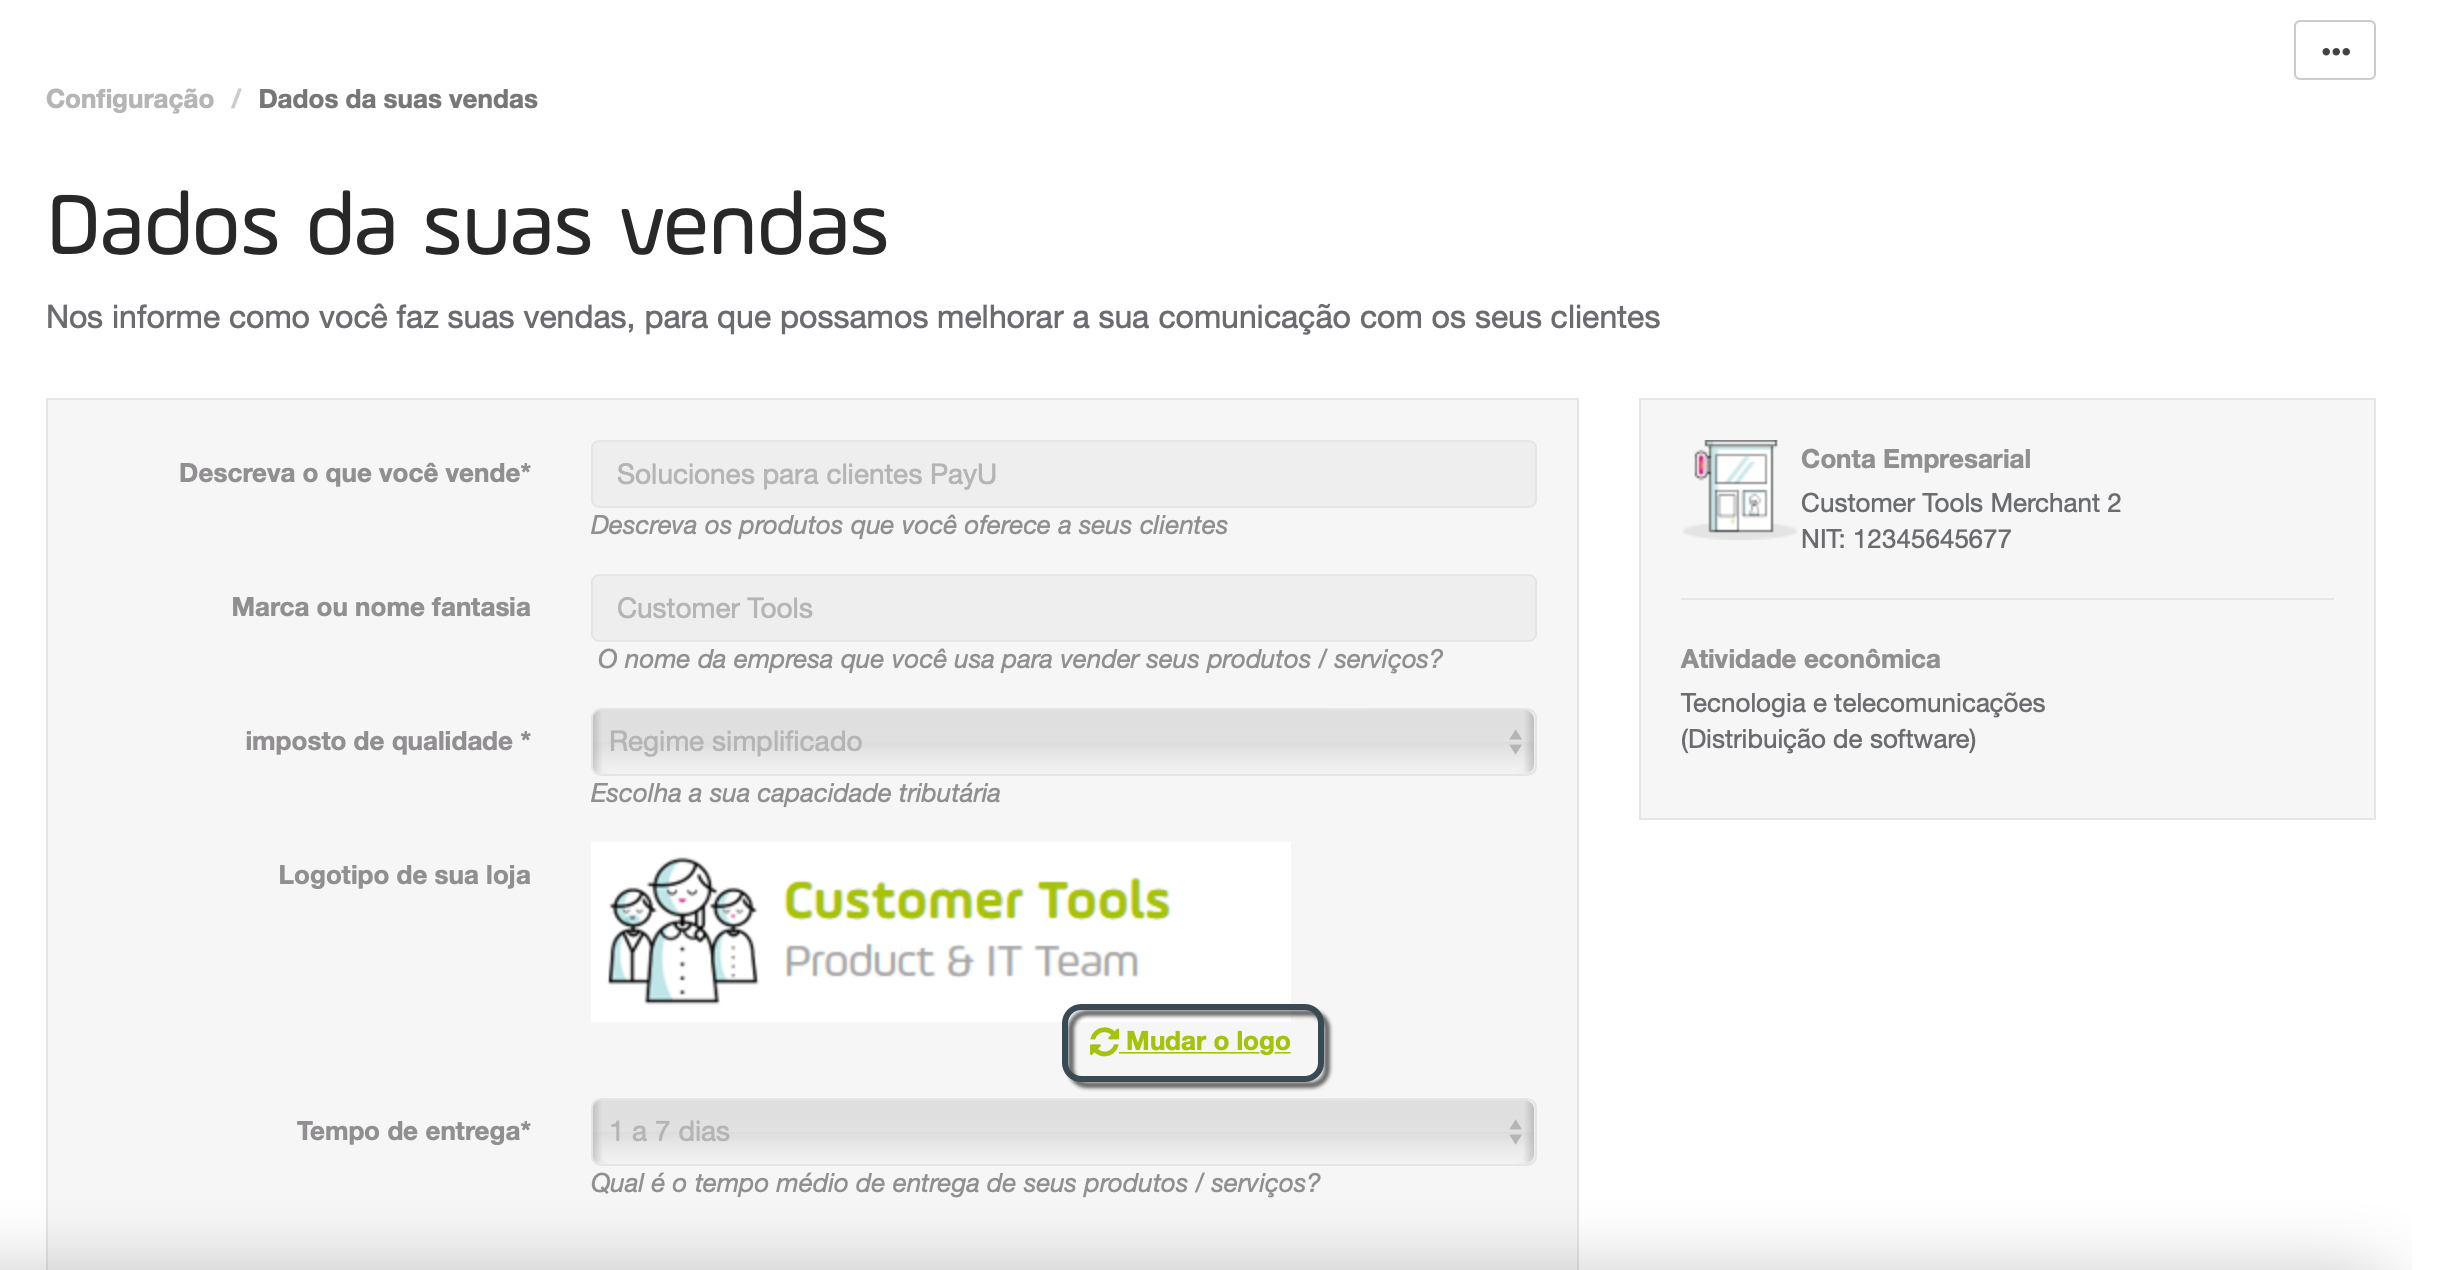 •••
Configuração / Dados da suas vendas
Dados da suas vendas
Nos informe como você faz suas vendas, para que possamos melhorar a sua comunicação com os seus clientes
Descreva o que você vende*
Soluciones para clientes PayU
Descreva os produtos que você oferece a seus clientes
Marca ou nome fantasia
Customer Tools
O nome da empresa que você usa para vender seus produtos / serviços?
imposto de qualidade *
Regime simplificado
Escolha a sua capacidade tributária
Logotipo de sua loja
Customer Tools
Product & IT Team
Mudar o logo
Tempo de entrega*
1 a 7 dias
Qual é o tempo médio de entrega de seus produtos / serviços?
Conta Empresarial
Customer Tools Merchant 2
NIT: 12345645677
Atividade econômica
Tecnologia e telecomunicações
(Distribuição de software)